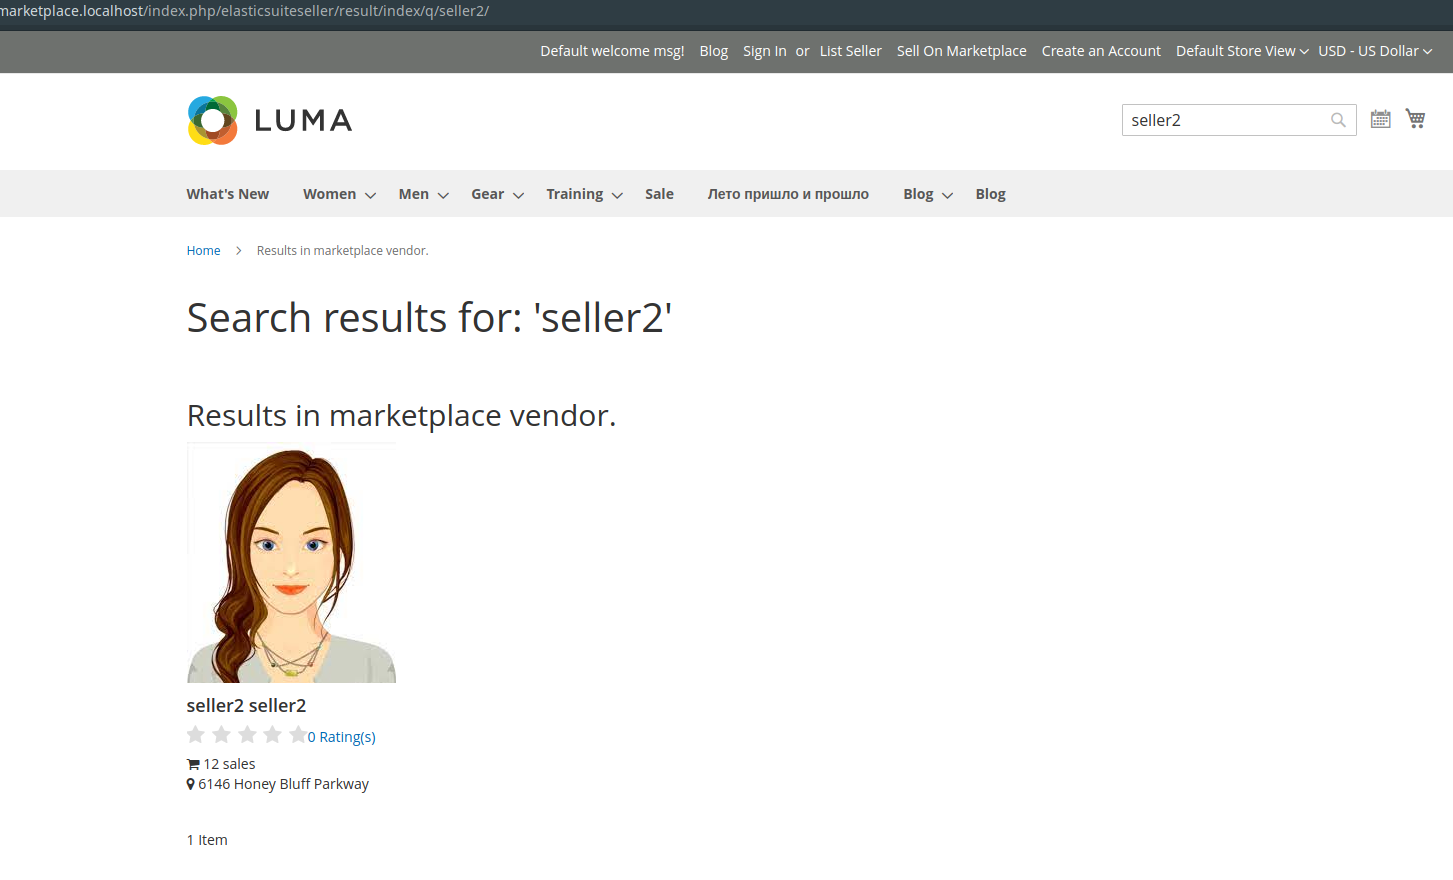 marketplace.localhost/index.php/elasticsuiteseller/result/index/q/seller2/
Default welcome msg! Blog Sign In or List Seller Sell On Marketplace Create an Account Default Store View USD - US Dollar
LUMA
seller2
What's New Women Men Gear Training Sale Лето пришло и прошло Blog Blog
Home Results in marketplace vendor.
Search results for: 'seller2'
Results in marketplace vendor.
seller2 seller2
0 Rating(s)
12 sales
6146 Honey Bluff Parkway
1 Item